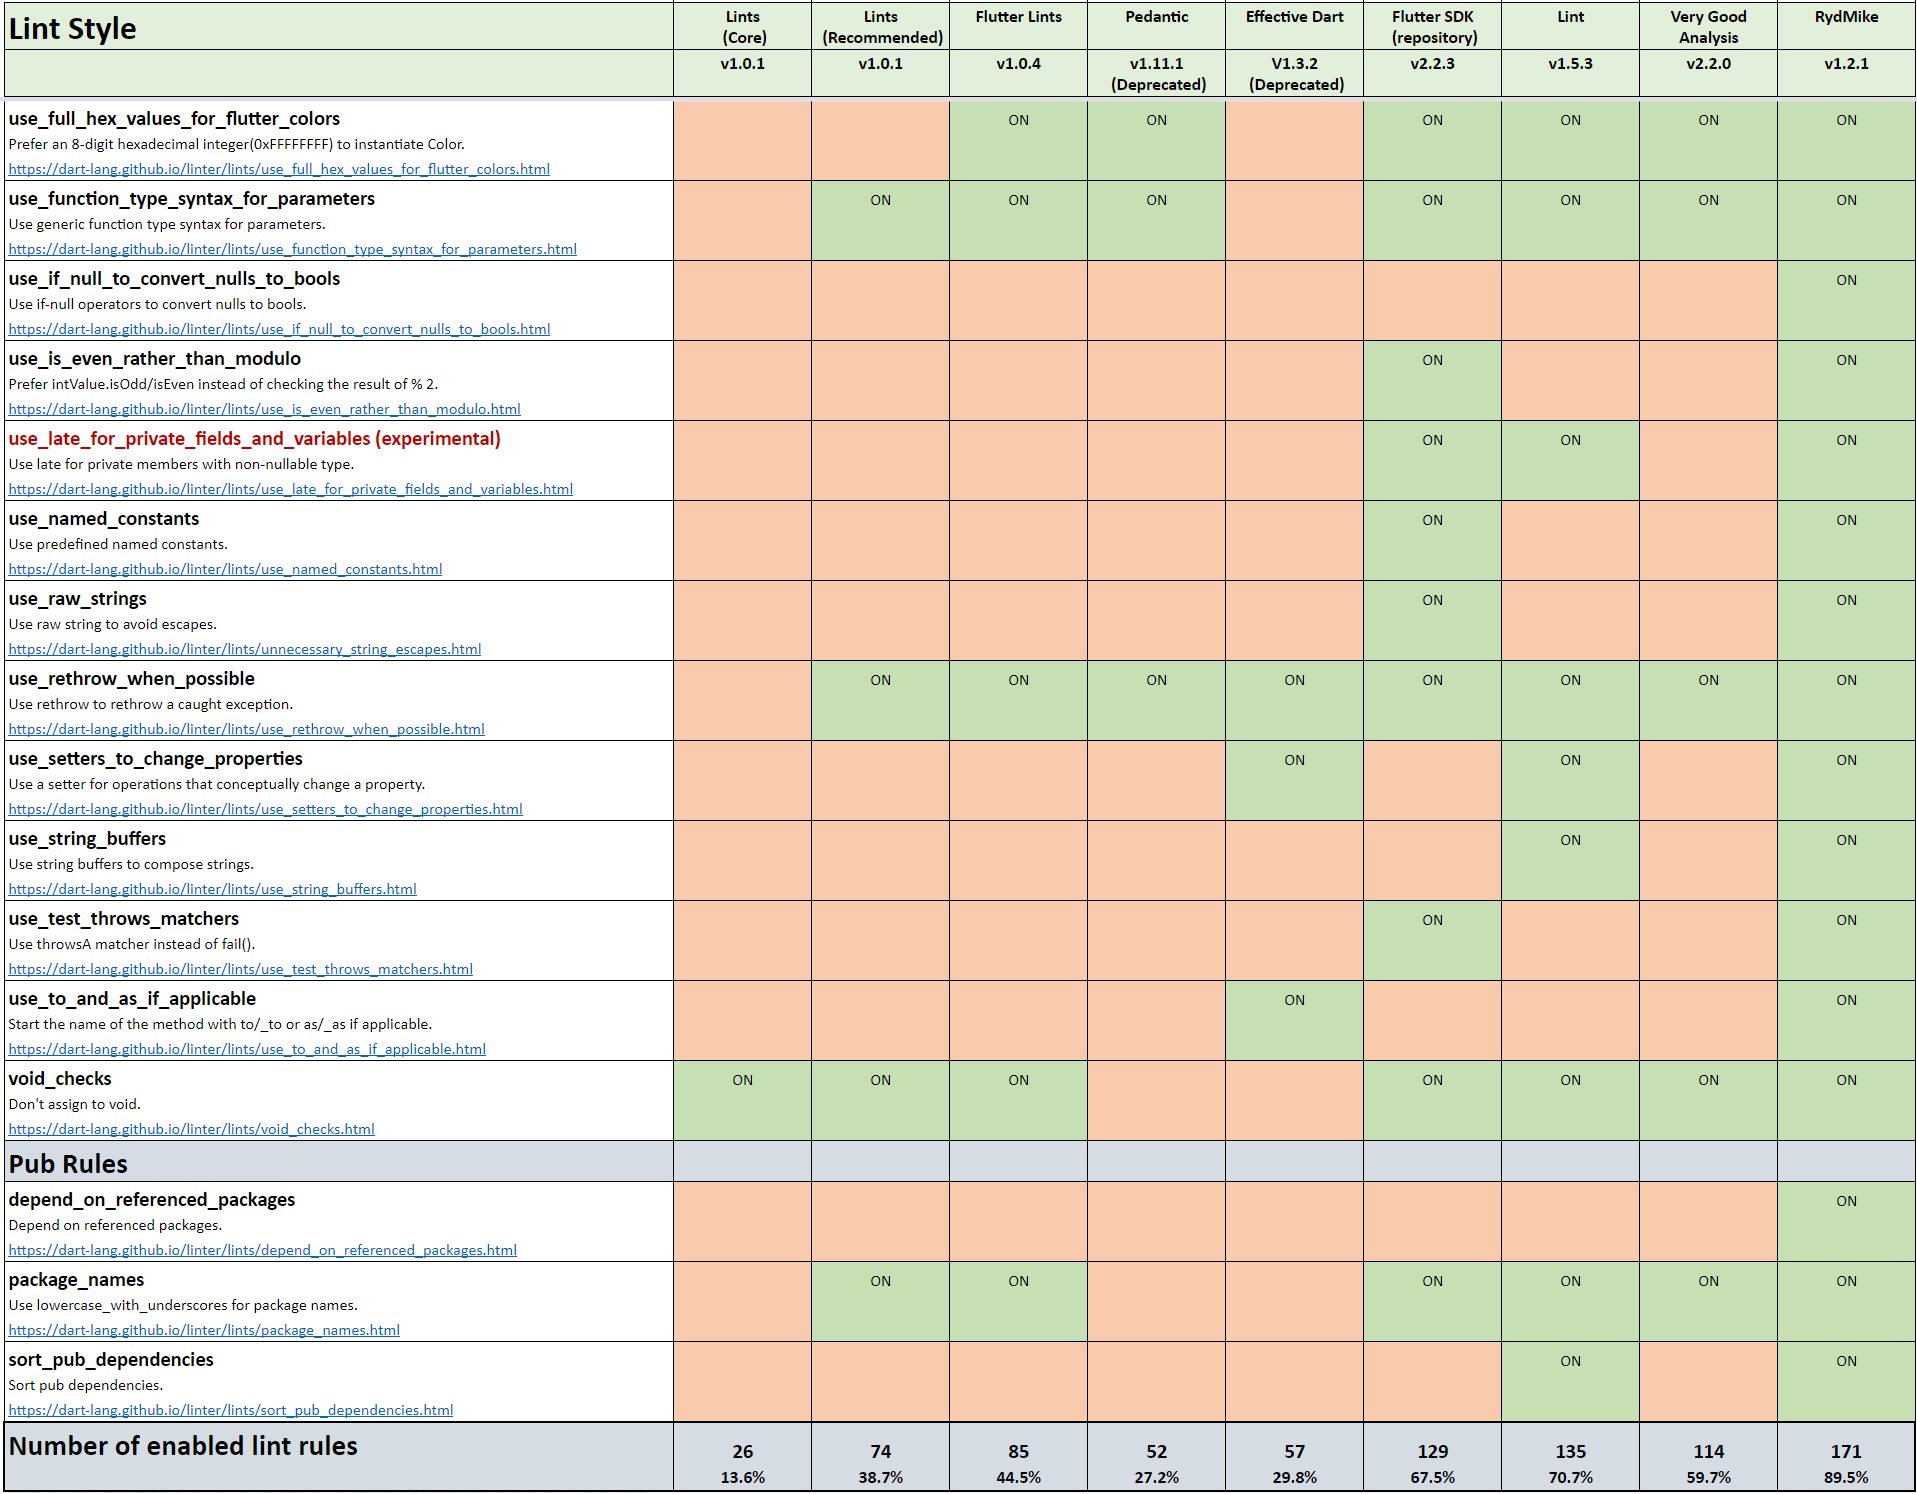 Lint Style
Lints (Core)
Lints (Recommended)
Flutter Lints
Pedantic
Effective Dart
Flutter SDK (repository)
Lint
Very Good Analysis
RydMike
v1.0.1
v1.0.1
v1.0.4
v1.11.1 (Deprecated)
V1.3.2 (Deprecated)
v2.2.3
v1.5.3
v2.2.0
v1.2.1
use_full_hex_values_for_flutter_colors
Prefer an 8-digit hexadecimal integer(0xFFFFFFFF) to instantiate Color.
https://dart-lang.github.io/linter/lints/use_full_hex_values_for_flutter_colors.html
ON ON ON ON ON ON
use_function_type_syntax_for_parameters
Use generic function type syntax for parameters.
https://dart-lang.github.io/linter/lints/use_function_type_syntax_for_parameters.html
ON ON ON ON ON ON ON
use_if_null_to_convert_nulls_to_bools
Use if-null operators to convert nulls to bools.
https://dart-lang.github.io/linter/lints/use_if_null_to_convert_nulls_to_bools.html
ON
use_is_even_rather_than_modulo
Prefer intValue.isOdd/isEven instead of checking the result of % 2.
https://dart-lang.github.io/linter/lints/use_is_even_rather_than_modulo.html
ON ON
use_late_for_private_fields_and_variables (experimental)
Use late for private members with non-nullable type.
https://dart-lang.github.io/linter/lints/use_late_for_private_fields_and_variables.html
ON ON ON
use_named_constants
Use predefined named constants.
https://dart-lang.github.io/linter/lints/use_named_constants.html
ON ON
use_raw_strings
Use raw string to avoid escapes.
https://dart-lang.github.io/linter/lints/unnecessary_string_escapes.html
ON ON
use_rethrow_when_possible
Use rethrow to rethrow a caught exception.
https://dart-lang.github.io/linter/lints/use_rethrow_when_possible.html
ON ON ON ON ON ON ON ON
use_setters_to_change_properties
Use a setter for operations that conceptually change a property.
https://dart-lang.github.io/linter/lints/use_setters_to_change_properties.html
ON ON ON
use_string_buffers
Use string buffers to compose strings.
https://dart-lang.github.io/linter/lints/use_string_buffers.html
ON ON
use_test_throws_matchers
Use throwsA matcher instead of fail().
https://dart-lang.github.io/linter/lints/use_test_throws_matchers.html
ON ON
use_to_and_as_if_applicable
Start the name of the method with to/_to or as/_as if applicable.
https://dart-lang.github.io/linter/lints/use_to_and_as_if_applicable.html
ON ON
void_checks
Don't assign to void.
https://dart-lang.github.io/linter/lints/void_checks.html
ON ON ON ON ON ON ON
Pub Rules
depend_on_referenced_packages
Depend on referenced packages.
https://dart-lang.github.io/linter/lints/depend_on_referenced_packages.html
ON
package_names
Use lowercase_with_underscores for package names.
https://dart-lang.github.io/linter/lints/package_names.html
ON ON ON ON ON ON
sort_pub_dependencies
Sort pub dependencies.
https://dart-lang.github.io/linter/lints/sort_pub_dependencies.html
ON ON
Number of enabled lint rules
26 74 85 52 57 129 135 114 171
13.6% 38.7% 44.5% 27.2% 29.8% 67.5% 70.7% 59.7% 89.5%